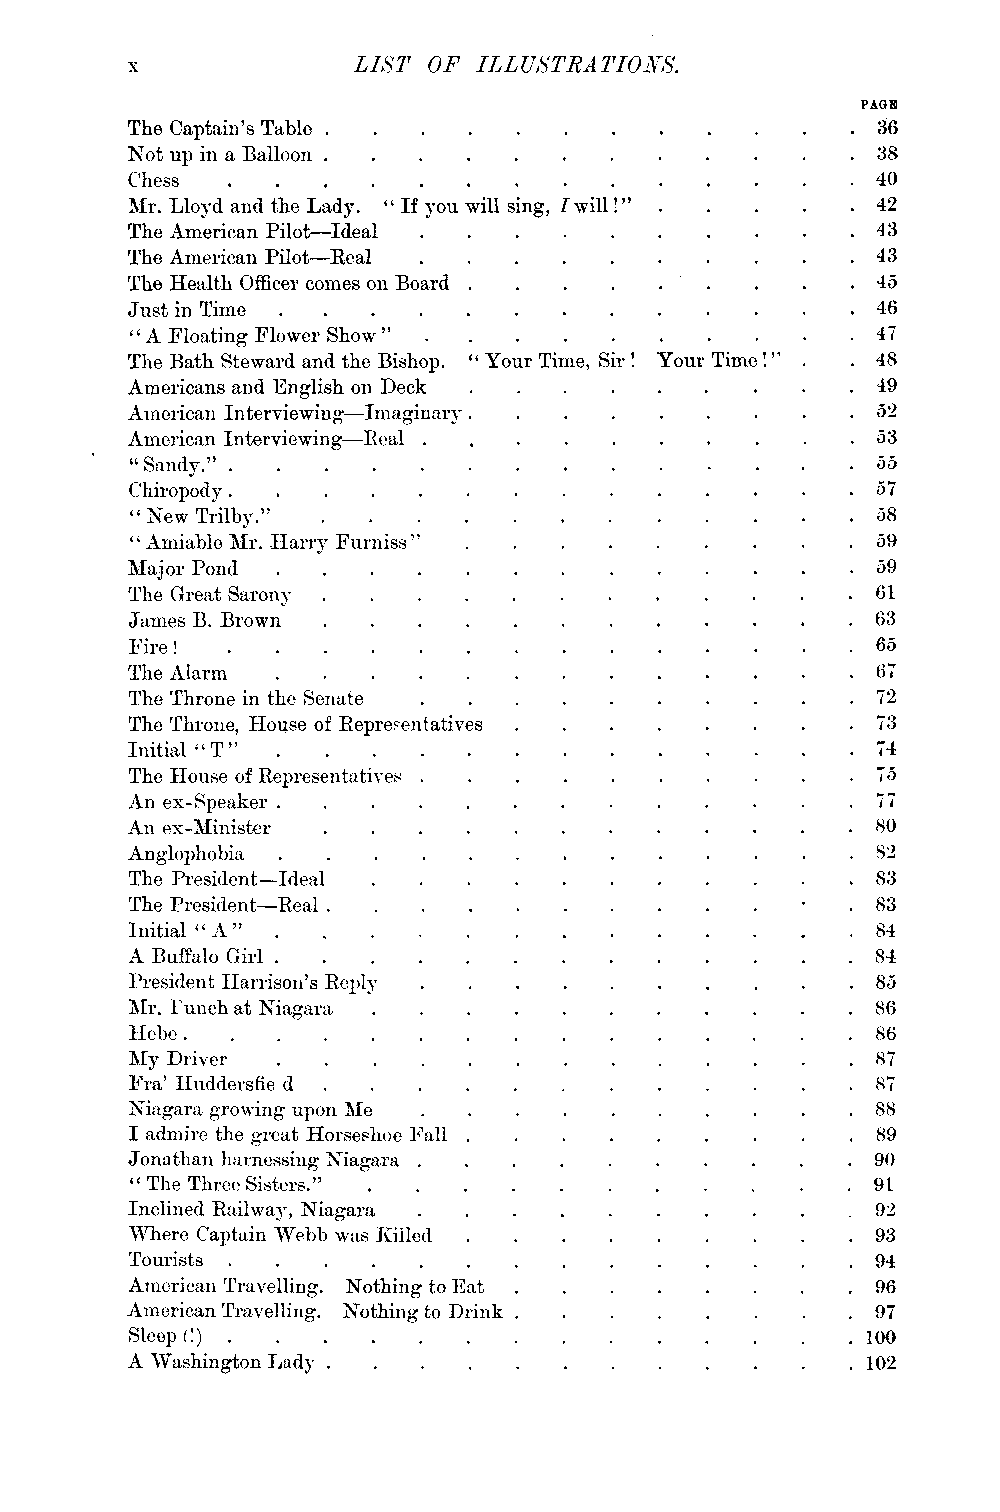 x LIST OF ILLUSTRATIONS.
PAGE
The Captain's Table . . . . . . . . . . . . 36
Not up in a Balloon . . . . . . . . . . . . 38
Chess . . . . . . . . . . . . . . 40
Mr. Lloyd and the Lady. "If you will sing, I will!" . . . . . 42
The American Pilot—Ideal . . . . . . . . . . 43
The American Pilot—Real . . . . . . . . . . 43
The Health Officer comes on Board . . . . . . . . . 45
Just in Time . . . . . . . . . . . . . 46
"A Floating Flower Show" . . . . . . . . . . 47
The Bath Steward and the Bishop. "Your Time, Sir! Your Time!" . . 48
Americans and English on Deck . . . . . . . . . 49
American Interviewing—Imaginary . . . . . . . . . 52
American Interviewing—Real . . . . . . . . . . 53
"Sandy." . . . . . . . . . . . . . . 55
Chiropody . . . . . . . . . . . . . . 57
"New Trilby." . . . . . . . . . . . . 58
"Amiable Mr. Harry Furniss" . . . . . . . . . 59
Major Pond . . . . . . . . . . . . . 59
The Great Sarony . . . . . . . . . . . . 61
James B. Brown . . . . . . . . . . . . 63
Fire! . . . . . . . . . . . . . . 65
The Alarm . . . . . . . . . . . . . 67
The Throne in the Senate . . . . . . . . . . 72
The Throne, House of Representatives . . . . . . . . 73
Initial "T" . . . . . . . . . . . . . 74
The House of Representatives . . . . . . . . . . 75
An ex-Speaker . . . . . . . . . . . . . 77
An ex-Minister . . . . . . . . . . . . 80
Anglophobia . . . . . . . . . . . . . 82
The President—Ideal . . . . . . . . . . . 83
The President—Real . . . . . . . . . . . . 83
Initial "A" . . . . . . . . . . . . . 84
A Buffalo Girl . . . . . . . . . . . . . 84
President Harrison's Reply . . . . . . . . . . 85
Mr. Punch at Niagara . . . . . . . . . . . 86
Hebe . . . . . . . . . . . . . . . 86
My Driver . . . . . . . . . . . . . 87
Fra' Huddersfie d . . . . . . . . . . . . 87
Niagara growing upon Me . . . . . . . . . . 88
I admire the great Horseshoe Fall . . . . . . . . . 89
Jonathan harnessing Niagara . . . . . . . . . . 90
"The Three Sisters." . . . . . . . . . . . 91
Inclined Railway, Niagara . . . . . . . . . . 92
Where Captain Webb was Killed . . . . . . . . . 93
Tourists . . . . . . . . . . . . . . 94
American Travelling. Nothing to Eat . . . . . . . . 96
American Travelling. Nothing to Drink . . . . . . . . 97
Sleep (!) . . . . . . . . . . . . . . 100
A Washington Lady . . . . . . . . . . . . 102